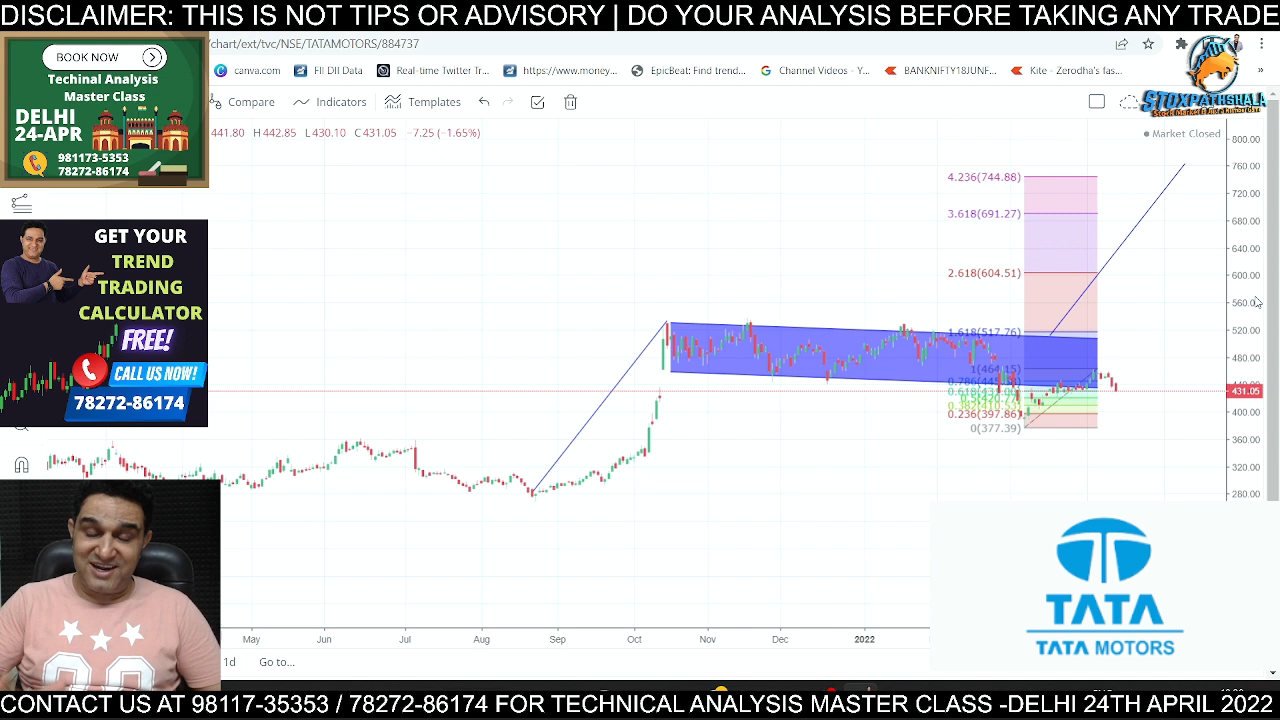 DISCLAIMER: THIS IS NOT TIPS OR ADVISORY | DO YOUR ANALYSIS BEFORE TAKING ANY TRADE
/chart/ext/tvc/NSE/TATAMOTORS/884737
canva.com FII DII Data Real-time Twitter Tr... https://www.money... EpicBeat: Find trend... Channel Videos - Y... BANKNIFTY18JUNF... Kite - Zerodha's fas... »
STOXPATHSHALA
BOOK NOW
Techinal Analysis
Master Class
DELHI
24-APR
981173-5353
78272-86174
Compare Indicators Templates
441.80 H442.85 L430.10 C431.05 −7.25 (−1.65%)
Market Closed
GET YOUR
TREND
TRADING
CALCULATOR
FREE!
CALL US NOW!
78272-86174
4.236(744.88)
3.618(691.27)
2.618(604.51)
1.618(517.76)
1(464.15)
0.236(397.86)
0(377.39)
800.00
760.00
720.00
680.00
640.00
600.00
560.00
520.00
480.00
431.05
400.00
360.00
320.00
280.00
May Jun Jul Aug Sep Oct Nov Dec 2022
1d Go to...
TATA
TATA MOTORS
CONTACT US AT 98117-35353 / 78272-86174 FOR TECHNICAL ANALYSIS MASTER CLASS -DELHI 24TH APRIL 2022